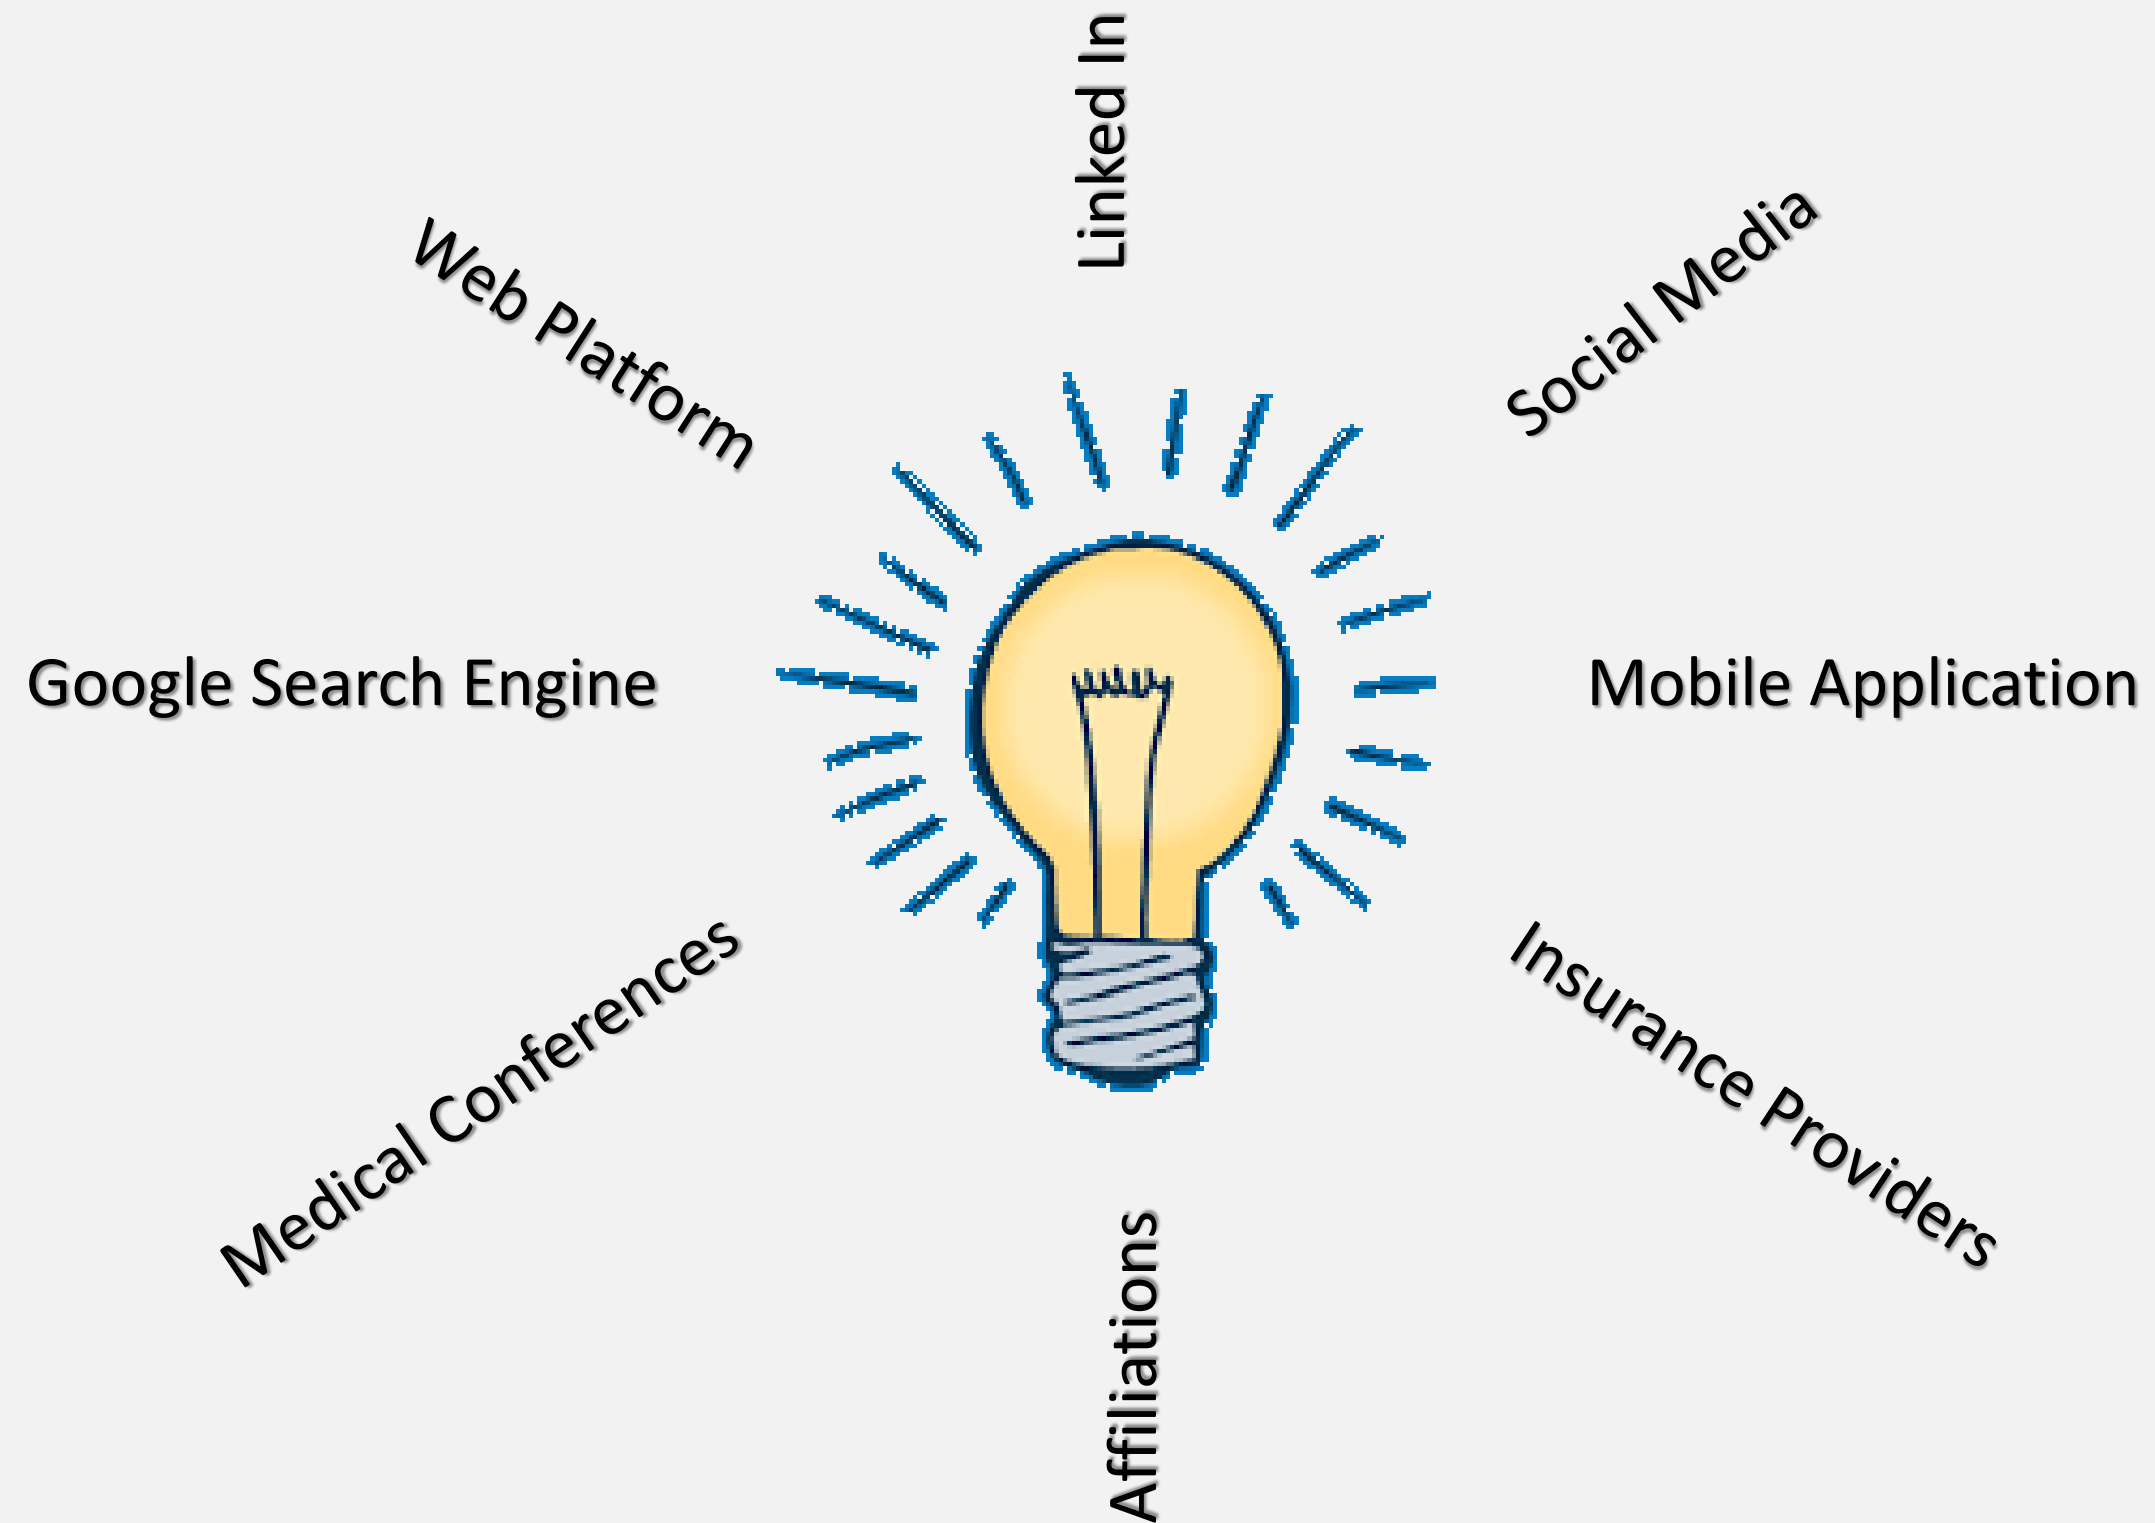 Linked In
Social Media
Web Platform
Google Search Engine
Mobile Application
Medical Conferences
Insurance Providers
Affiliations